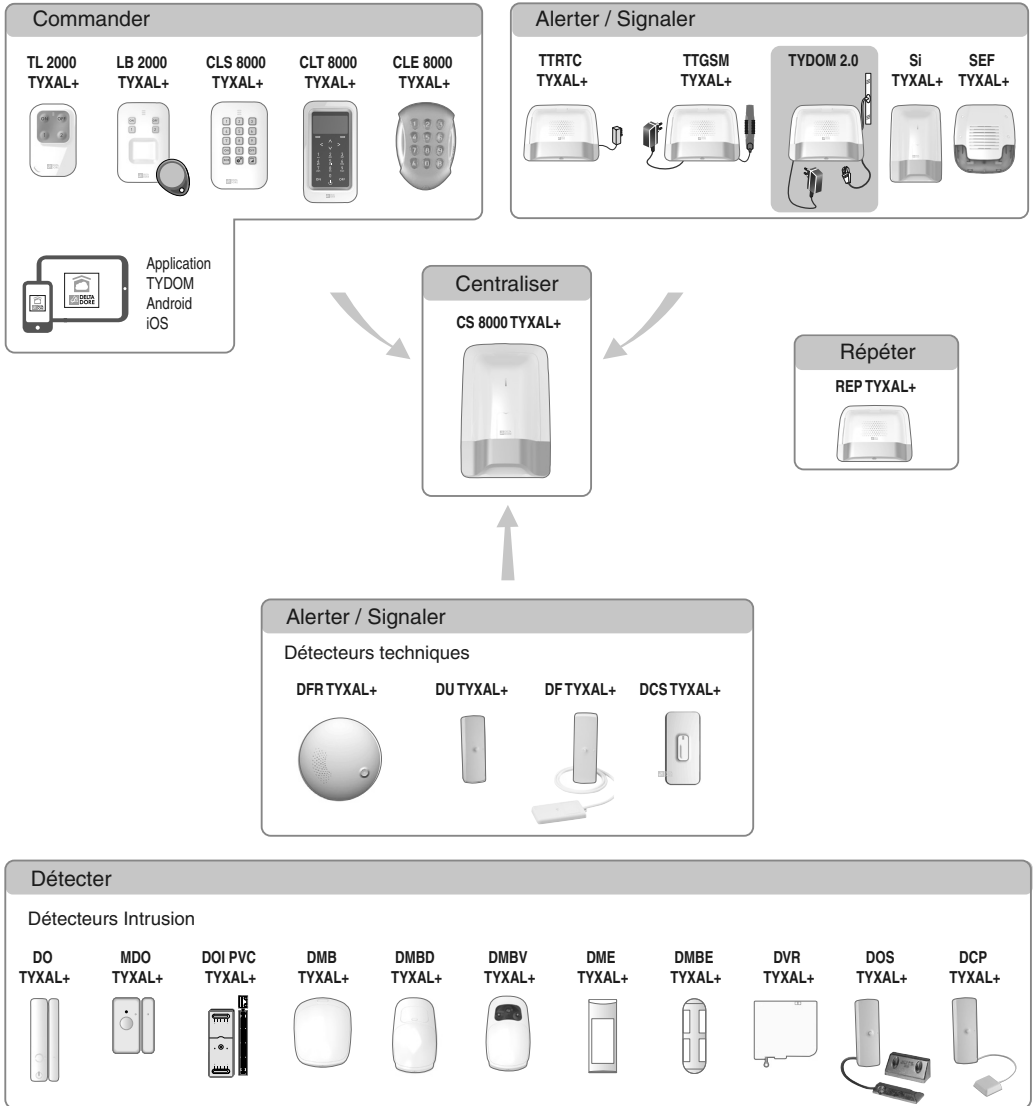 Commander
TL 2000
TYXAL+
LB 2000
TYXAL+
CLS 8000
TYXAL+
CLT 8000
TYXAL+
CLE 8000
TYXAL+
Application
TYDOM
Android
iOS
DELTA
DORE
Alerter / Signaler
TTRTC
TYXAL+
TTGSM
TYXAL+
TYDOM 2.0
Si
TYXAL+
SEF
TYXAL+
Centraliser
CS 8000 TYXAL+
Répéter
REP TYXAL+
Alerter / Signaler
Détecteurs techniques
DFR TYXAL+
DU TYXAL+
DF TYXAL+
DCS TYXAL+
Détecter
Détecteurs Intrusion
DO
TYXAL+
MDO
TYXAL+
DOI PVC
TYXAL+
DMB
TYXAL+
DMBD
TYXAL+
DMBV
TYXAL+
DME
TYXAL+
DMBE
TYXAL+
DVR
TYXAL+
DOS
TYXAL+
DCP
TYXAL+